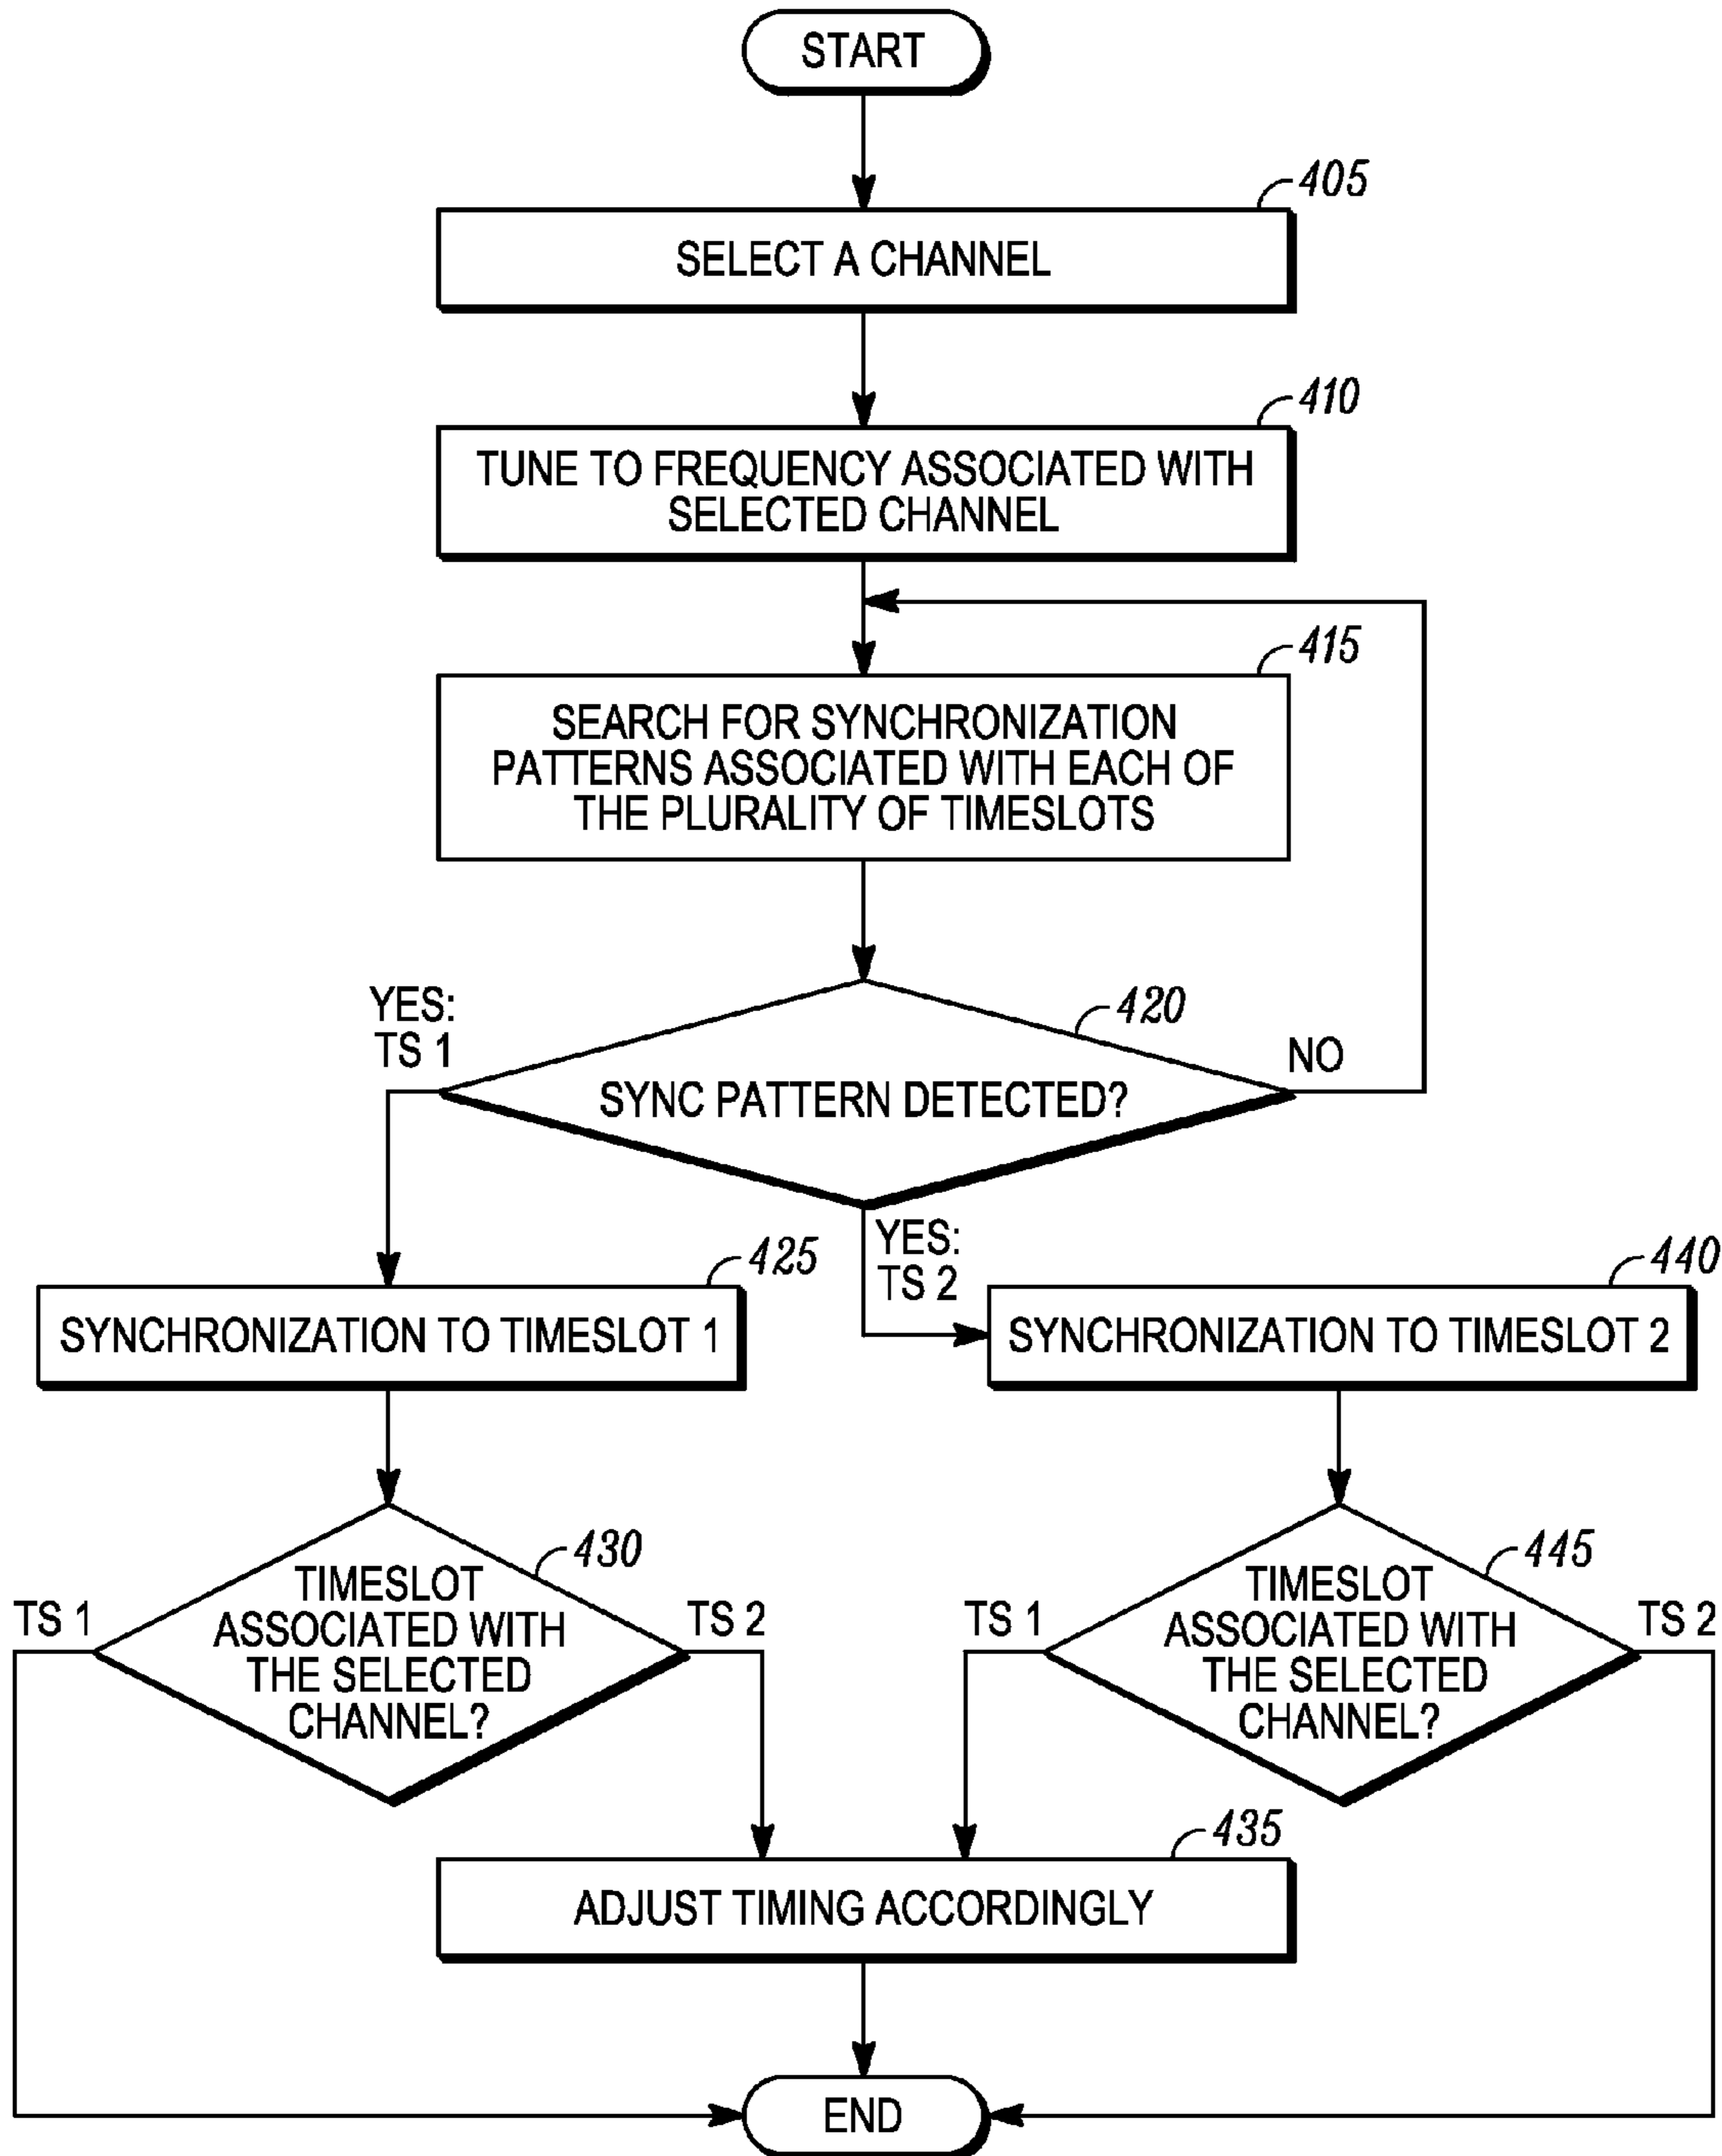 START
405
SELECT A CHANNEL
410
TUNE TO FREQUENCY ASSOCIATED WITH
SELECTED CHANNEL
415
SEARCH FOR SYNCHRONIZATION
PATTERNS ASSOCIATED WITH EACH OF
THE PLURALITY OF TIMESLOTS
YES:
TS 1
420
NO
SYNC PATTERN DETECTED?
YES:
TS 2
425
SYNCHRONIZATION TO TIMESLOT 1
440
SYNCHRONIZATION TO TIMESLOT 2
430
TS 1
TIMESLOT
ASSOCIATED WITH
THE SELECTED
CHANNEL?
TS 2
445
TS 1
TIMESLOT
ASSOCIATED WITH
THE SELECTED
CHANNEL?
TS 2
435
ADJUST TIMING ACCORDINGLY
END